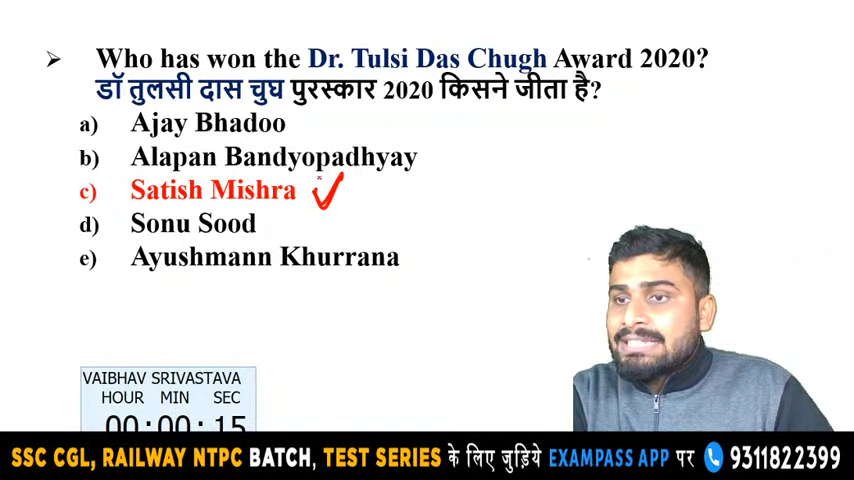 ➤ Who has won the Dr. Tulsi Das Chugh Award 2020?
डॉ तुलसी दास चुघ पुरस्कार 2020 किसने जीता है?
a) Ajay Bhadoo
b) Alapan Bandyopadhyay
c) Satish Mishra
d) Sonu Sood
e) Ayushmann Khurrana
VAIBHAV SRIVASTAVA
HOUR MIN SEC
00:00:15
SSC CGL, RAILWAY NTPC BATCH, TEST SERIES के लिए जुड़िये EXAMPASS APP पर 9311822399